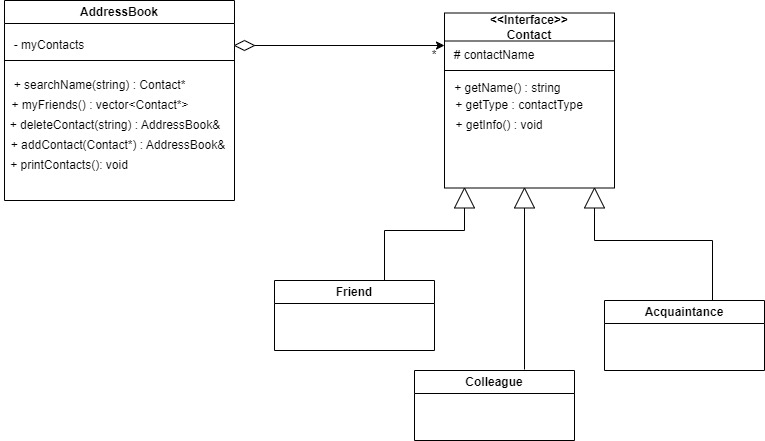 AddressBook
- myContacts
+ searchName(string) : Contact*
+ myFriends() : vector<Contact*>
+ deleteContact(string) : AddressBook&
+ addContact(Contact*) : AddressBook&
+ printContacts(): void
*
<<Interface>>
Contact
# contactName
+ getName() : string
+ getType : contactType
+ getInfo() : void
Friend
Colleague
Acquaintance